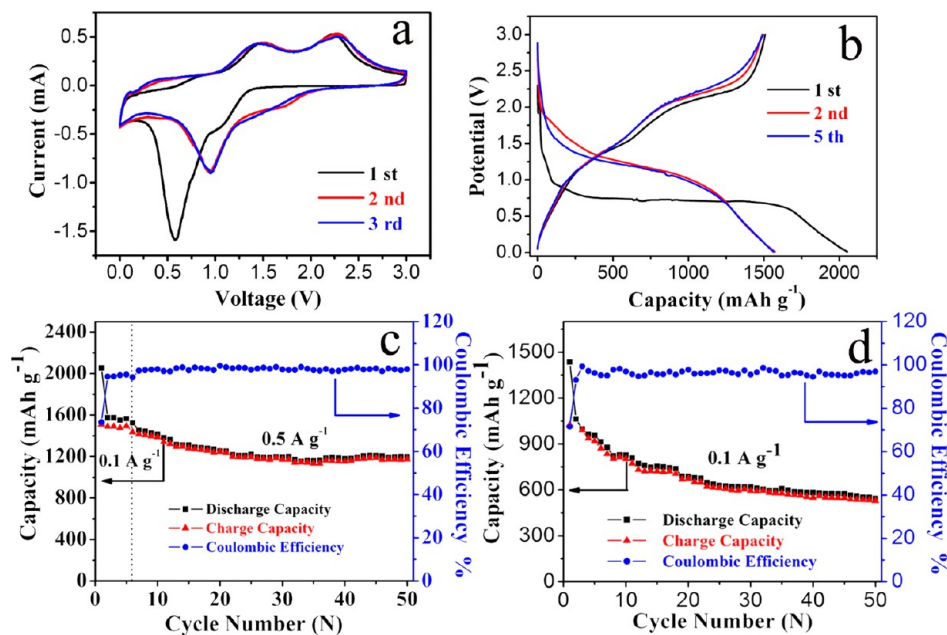 a
0.5
0.0
-0.5
-1.0
-1.5
Current (mA)
1 st
2 nd
3 rd
0.0 0.5 1.0 1.5 2.0 2.5 3.0
Voltage (V)
b
3.0
2.5
2.0
1.5
1.0
0.5
0.0
Potential (V)
1 st
2 nd
5 th
0 500 1000 1500 2000
Capacity (mAh g-1)
c
2400
2000
1600
1200
800
400
0
Capacity (mAh g-1)
120
100
80
60
40
20
0
Coulombic Efficiency %
0.1 A g-1
0.5 A g-1
Discharge Capacity
Charge Capacity
Coulombic Efficiency
0 10 20 30 40 50
Cycle Number (N)
d
1500
1200
900
600
300
0
Capacity (mAh g-1)
120
100
80
60
40
20
0
Coulombic Efficiency %
0.1 A g-1
Discharge Capacity
Charge Capacity
Coulombic Efficiency
0 10 20 30 40 50
Cycle Number (N)